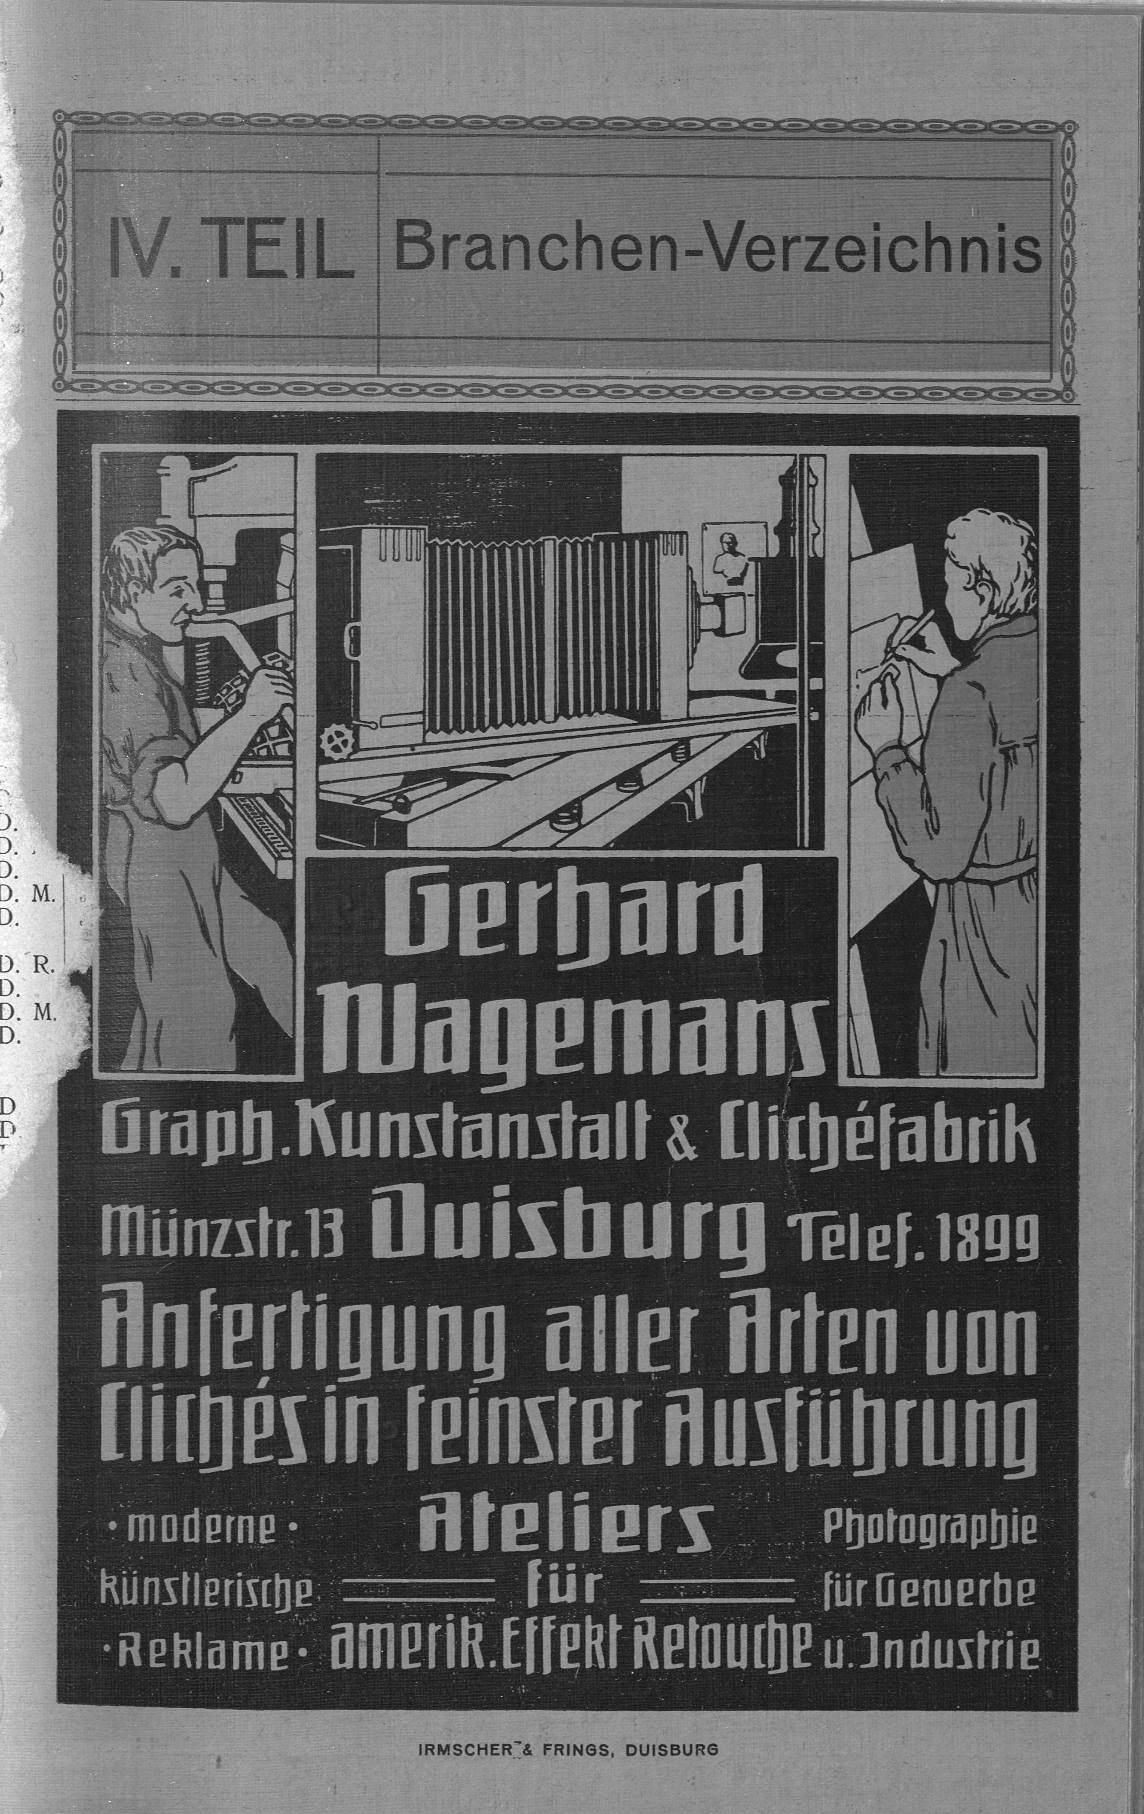 IV. TEIL Branchen-Verzeichnis
Gerhard
Wagemans
Graph. Kunstanstalt & Clichéfabrik
Münzstr. 13 Duisburg Telef. 1899
Anfertigung aller Arten von
Clichés in feinster Ausführung
· moderne ·
künstlerische
· Reklame ·
Ateliers
für
amerik. Effekt Retouche
Photographie
für Gewerbe
u. Industrie
IRMSCHER & FRINGS, DUISBURG
D.
D.
D.
D. M.
D.
D. R.
D.
D. M.
D.
D